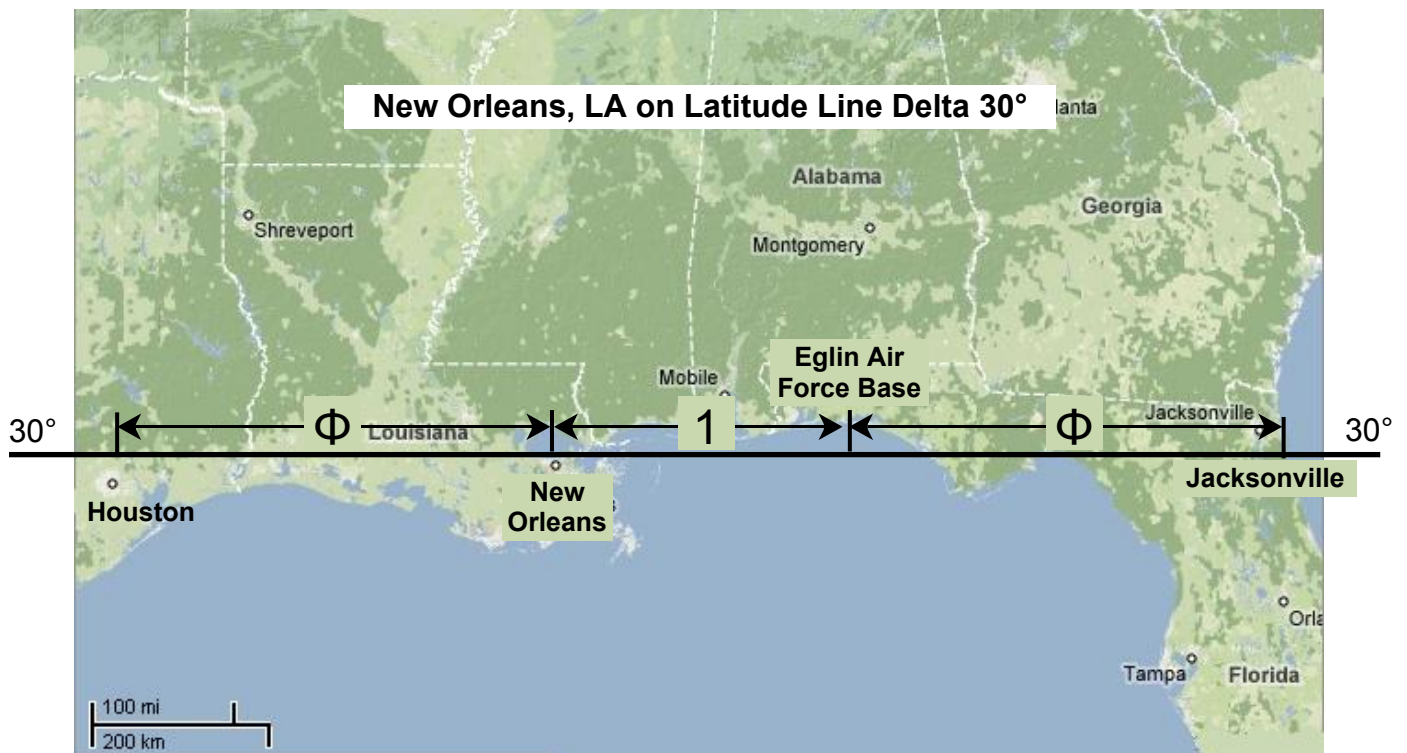 New Orleans, LA on Latitude Line Delta 30°
lanta
Alabama
Georgia
Shreveport
Montgomery
Eglin Air
Force Base
Mobile
Jacksonville
30°
Φ
Louisiana
1
Φ
30°
Jacksonville
Houston
New
Orleans
s
Orla
Tampa
Florida
100 mi
200 km